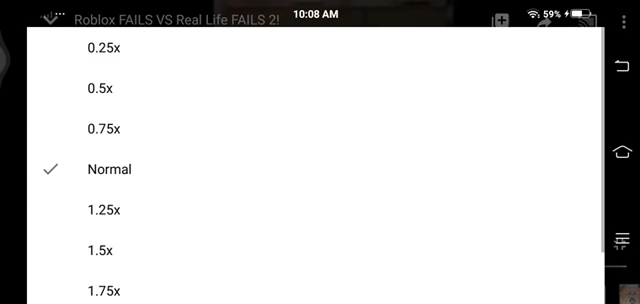 Roblox FAILS VS Real Life FAILS 2!
10:08 AM
59%
0.25x
0.5x
0.75x
Normal
1.25x
1.5x
1.75x